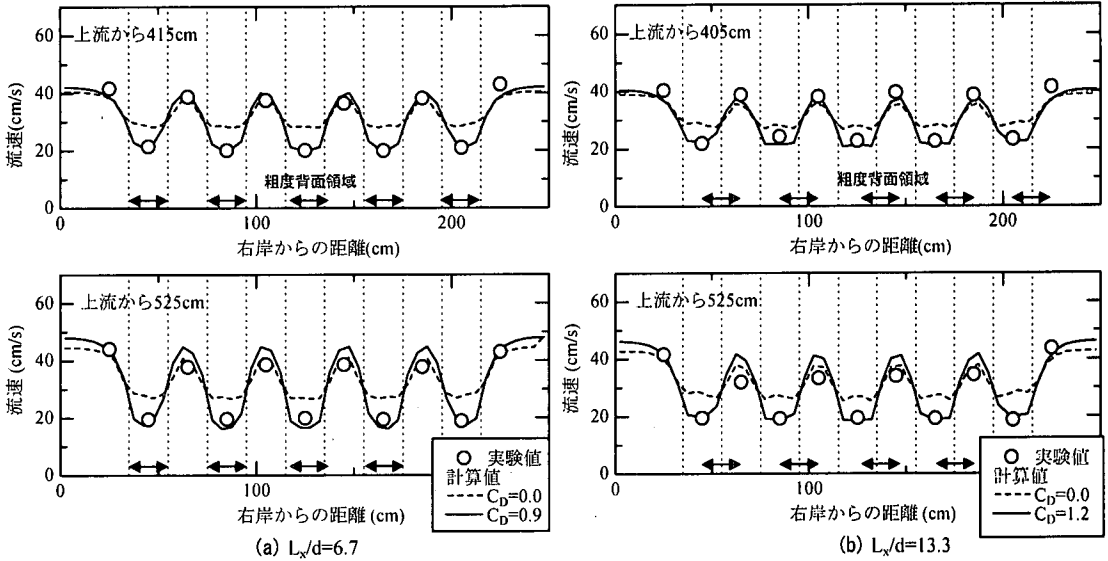 上流から415cm
60
40
20
0
流速(cm/s)
粗度背面領域
0
100
200
右岸からの距離(cm)
上流から405cm
60
40
20
0
流速(cm/s)
粗度背面領域
0
100
200
右岸からの距離(cm)
上流から525cm
60
40
20
0
流速(cm/s)
0
100
右岸からの距離(cm)
実験値
計算値
C_D=0.0
C_D=0.9
(a) L_x/d=6.7
上流から525cm
60
40
20
0
流速(cm/s)
0
100
右岸からの距離(cm)
実験値
計算値
C_D=0.0
C_D=1.2
(b) L_x/d=13.3